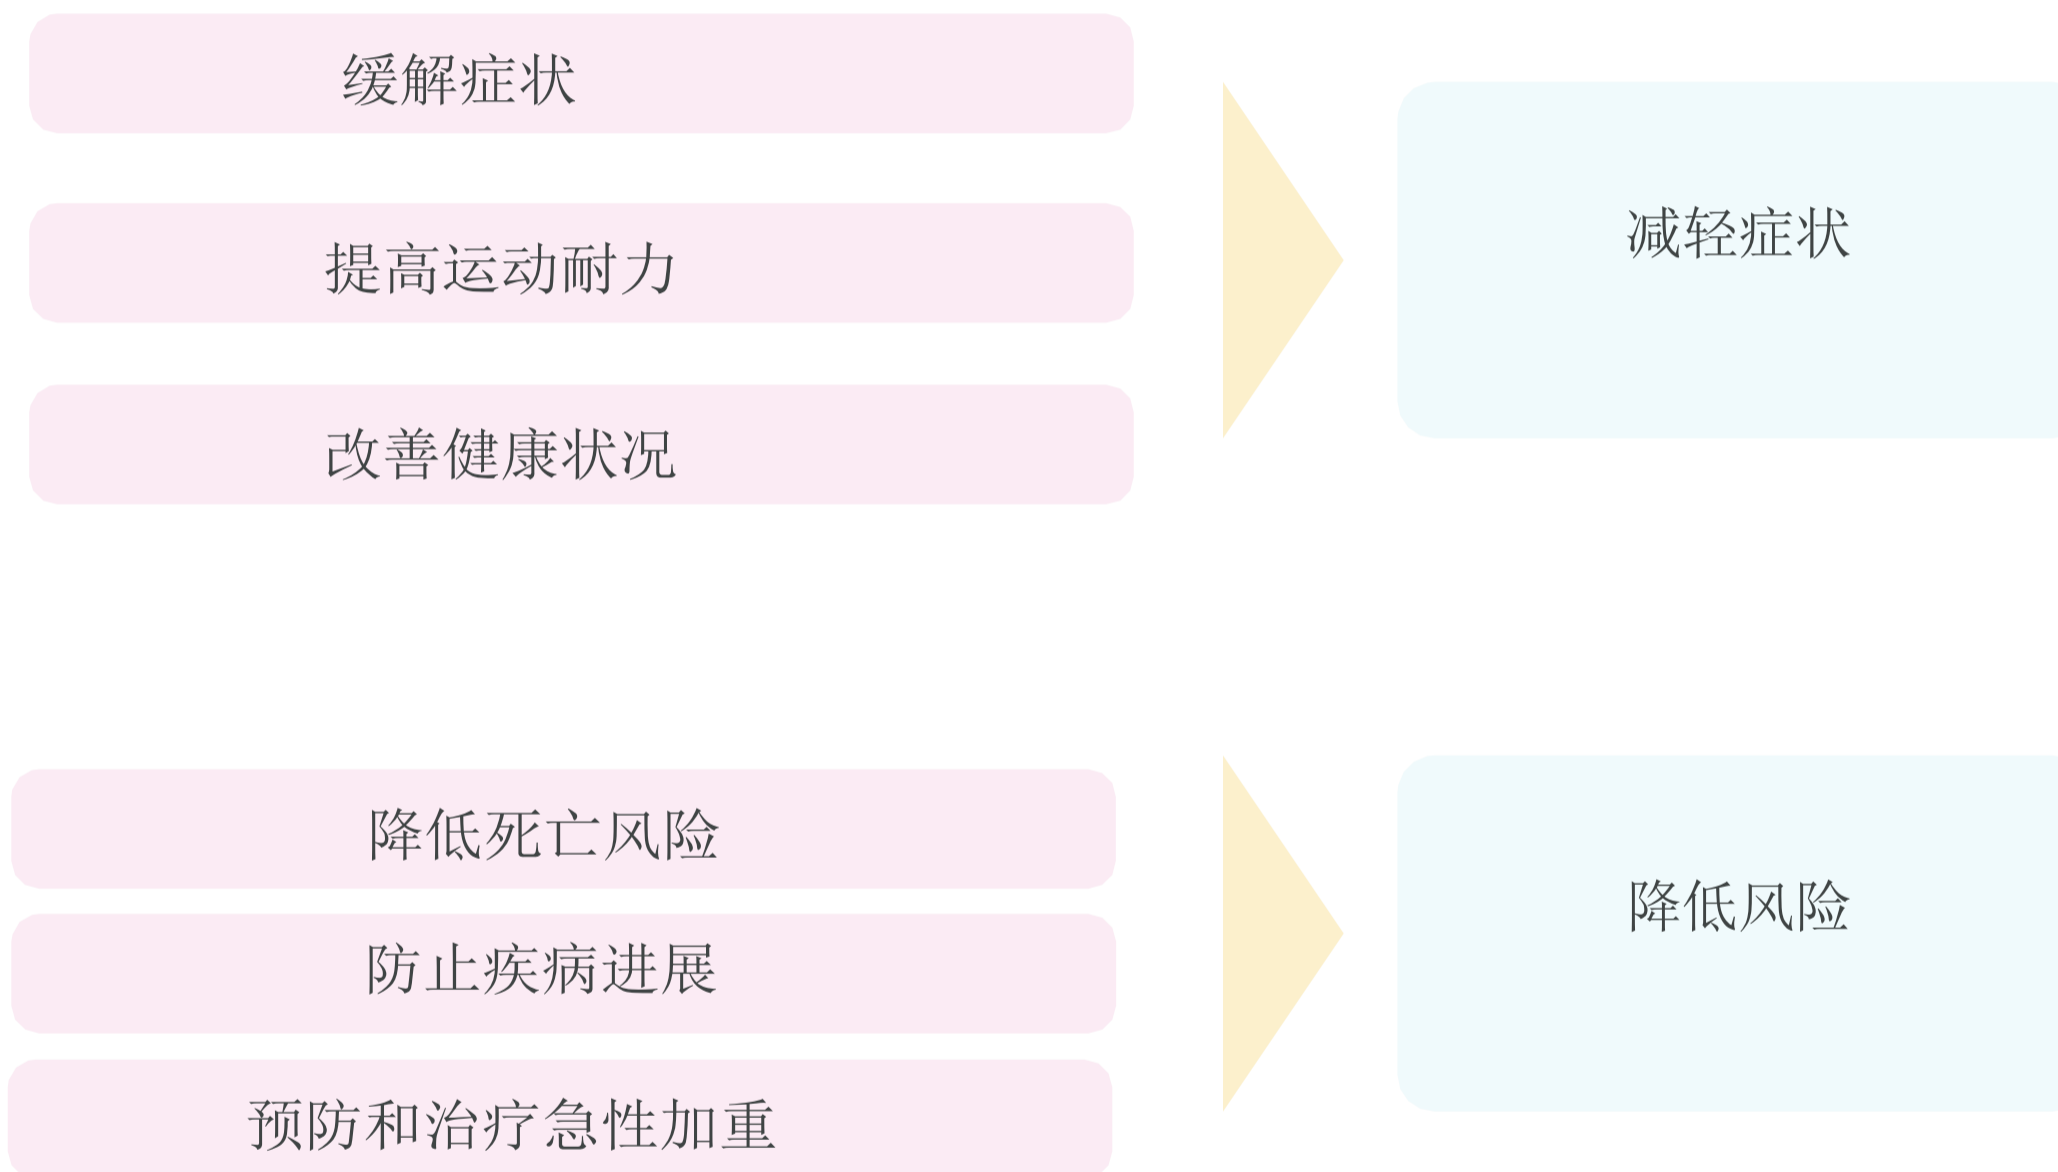 缓解症状
提高运动耐力
改善健康状况
减轻症状
降低死亡风险
防止疾病进展
预防和治疗急性加重
降低风险